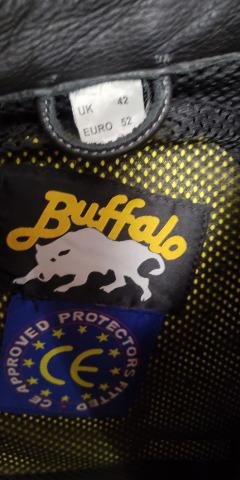 UK 42
EURO 52
Buffalo
CE APPROVED PROTECTORS FITTED
CE